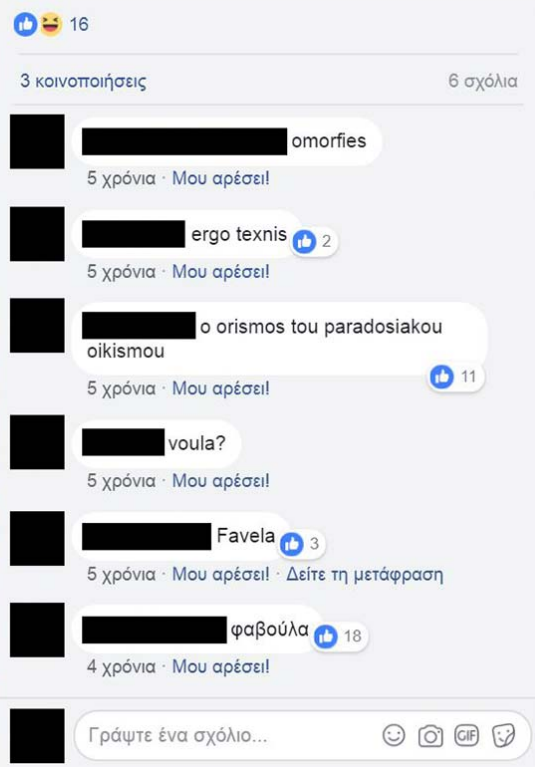 16
3 κοινοποιήσεις 6 σχόλια
omorfies
5 χρόνια · Μου αρέσει!
ergo texnis 2
5 χρόνια · Μου αρέσει!
o orismos tou paradosiakou
oikismou
11
5 χρόνια · Μου αρέσει!
voula?
5 χρόνια · Μου αρέσει!
Favela 3
5 χρόνια · Μου αρέσει! · Δείτε τη μετάφραση
φαβούλα 18
4 χρόνια · Μου αρέσει!
Γράψτε ένα σχόλιο... GIF